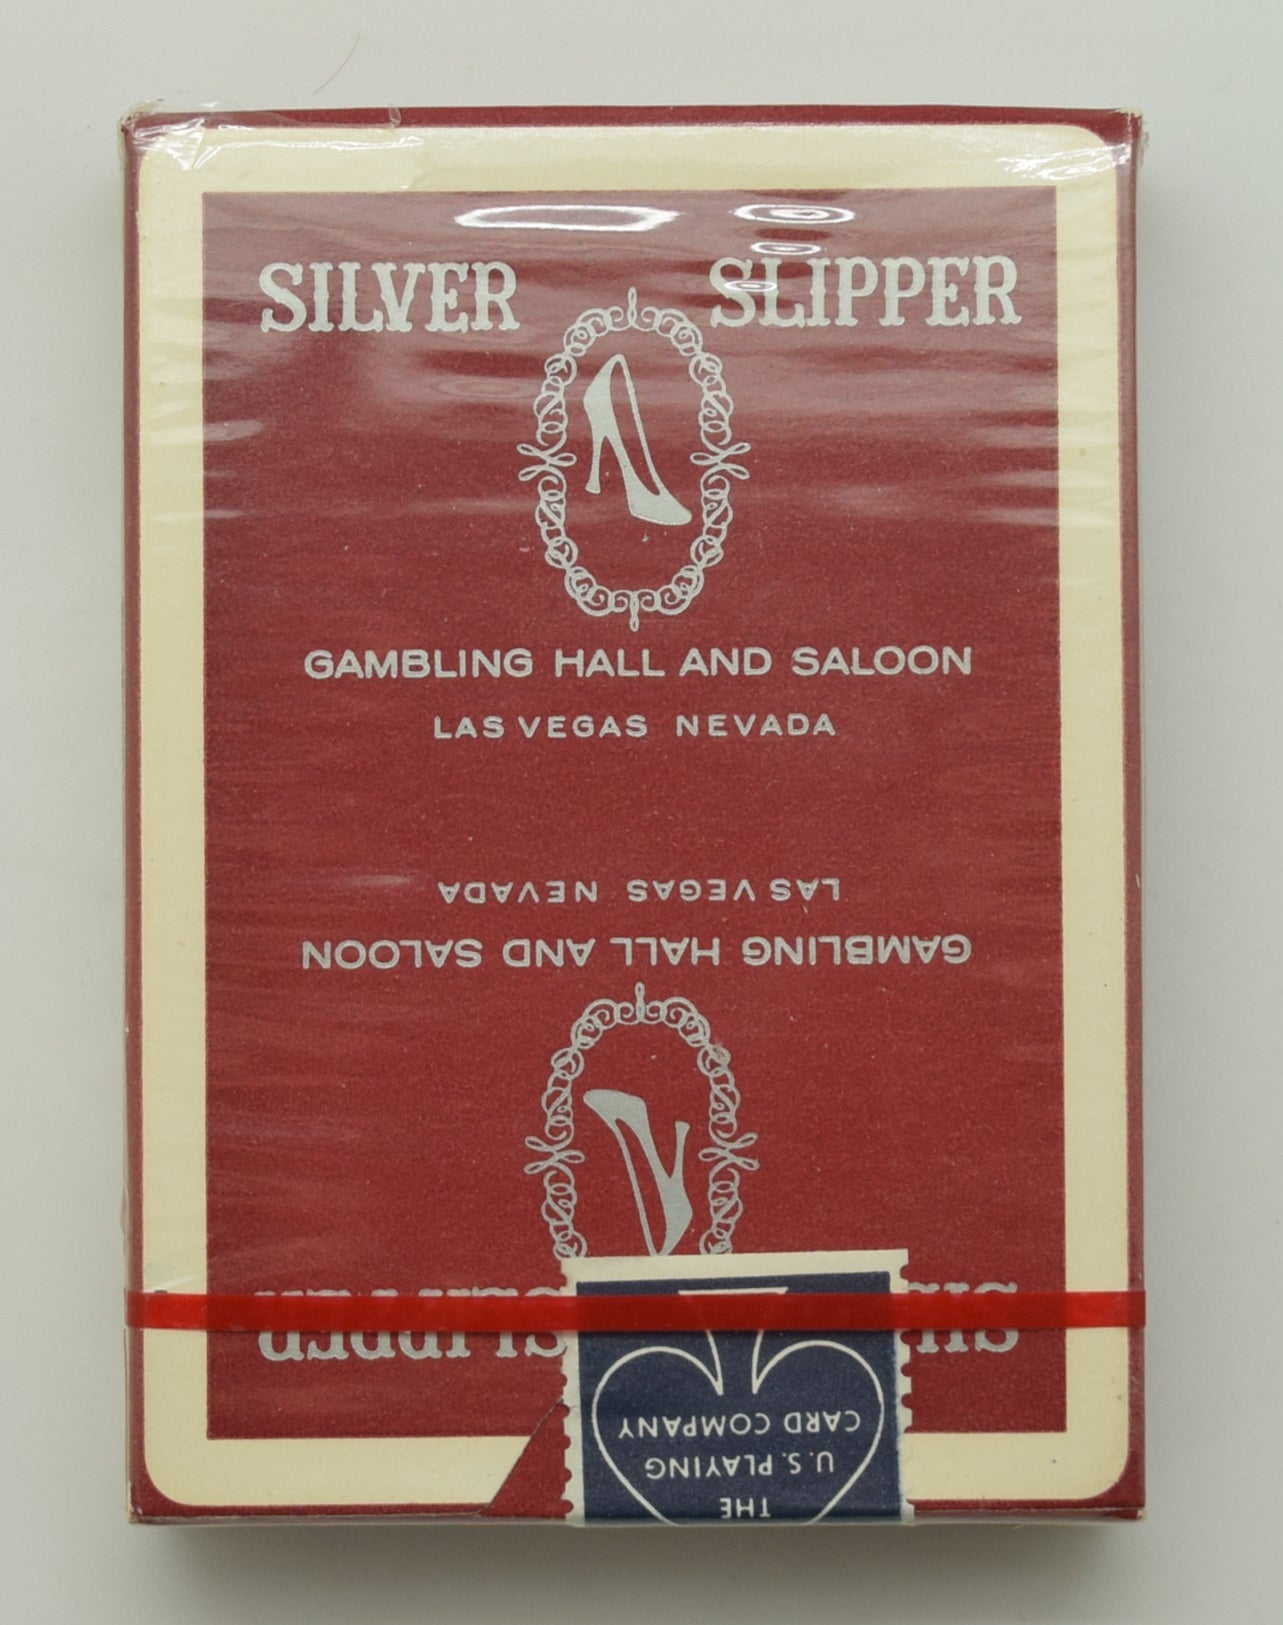 SILVER SLIPPER
GAMBLING HALL AND SALOON
LAS VEGAS NEVADA
LAS VEGAS NEVADA
GAMBLING HALL AND SALOON
SLIPPER
THE
U.S. PLAYING
CARD COMPANY